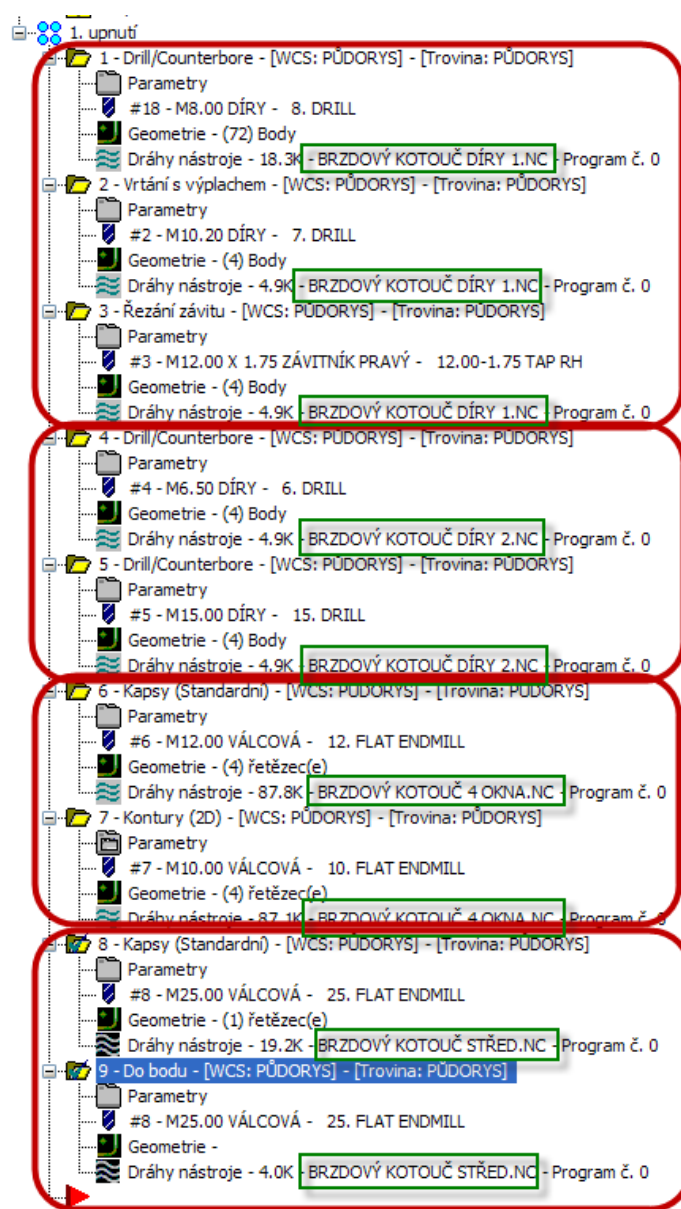 1. upnutí
1 - Drill/Counterbore - [WCS: PŮDORYS] - [Trovina: PŮDORYS]
Parametry
#18 - M8.00 DÍRY - 8. DRILL
Geometrie - (72) Body
Dráhy nástroje - 18.3K - BRZDOVÝ KOTOUČ DÍRY 1.NC - Program č. 0
2 - Vrtání s výplachem - [WCS: PŮDORYS] - [Trovina: PŮDORYS]
Parametry
#2 - M10.20 DÍRY - 7. DRILL
Geometrie - (4) Body
Dráhy nástroje - 4.9K - BRZDOVÝ KOTOUČ DÍRY 1.NC - Program č. 0
3 - Řezání závitu - [WCS: PŮDORYS] - [Trovina: PŮDORYS]
Parametry
#3 - M12.00 X 1.75 ZÁVITNÍK PRAVÝ - 12.00-1.75 TAP RH
Geometrie - (4) Body
Dráhy nástroje - 4.9K - BRZDOVÝ KOTOUČ DÍRY 1.NC - Program č. 0
4 - Drill/Counterbore - [WCS: PŮDORYS] - [Trovina: PŮDORYS]
Parametry
#4 - M6.50 DÍRY - 6. DRILL
Geometrie - (4) Body
Dráhy nástroje - 4.9K - BRZDOVÝ KOTOUČ DÍRY 2.NC - Program č. 0
5 - Drill/Counterbore - [WCS: PŮDORYS] - [Trovina: PŮDORYS]
Parametry
#5 - M15.00 DÍRY - 15. DRILL
Geometrie - (4) Body
Dráhy nástroje - 4.9K - BRZDOVÝ KOTOUČ DÍRY 2.NC - Program č. 0
6 - Kapsy (Standardní) - [WCS: PŮDORYS] - [Trovina: PŮDORYS]
Parametry
#6 - M12.00 VÁLCOVÁ - 12. FLAT ENDMILL
Geometrie - (4) řetězec(e)
Dráhy nástroje - 87.8K - BRZDOVÝ KOTOUČ 4 OKNA.NC - Program č. 0
7 - Kontury (2D) - [WCS: PŮDORYS] - [Trovina: PŮDORYS]
Parametry
#7 - M10.00 VÁLCOVÁ - 10. FLAT ENDMILL
Geometrie - (4) řetězec(e)
Dráhy nástroje - 87.1K - BRZDOVÝ KOTOUČ 4 OKNA.NC - Program č. 0
8 - Kapsy (Standardní) - [WCS: PŮDORYS] - [Trovina: PŮDORYS]
Parametry
#8 - M25.00 VÁLCOVÁ - 25. FLAT ENDMILL
Geometrie - (1) řetězec(e)
Dráhy nástroje - 19.2K - BRZDOVÝ KOTOUČ STŘED.NC - Program č. 0
9 - Do bodu - [WCS: PŮDORYS] - [Trovina: PŮDORYS]
Parametry
#8 - M25.00 VÁLCOVÁ - 25. FLAT ENDMILL
Geometrie -
Dráhy nástroje - 4.0K - BRZDOVÝ KOTOUČ STŘED.NC - Program č. 0